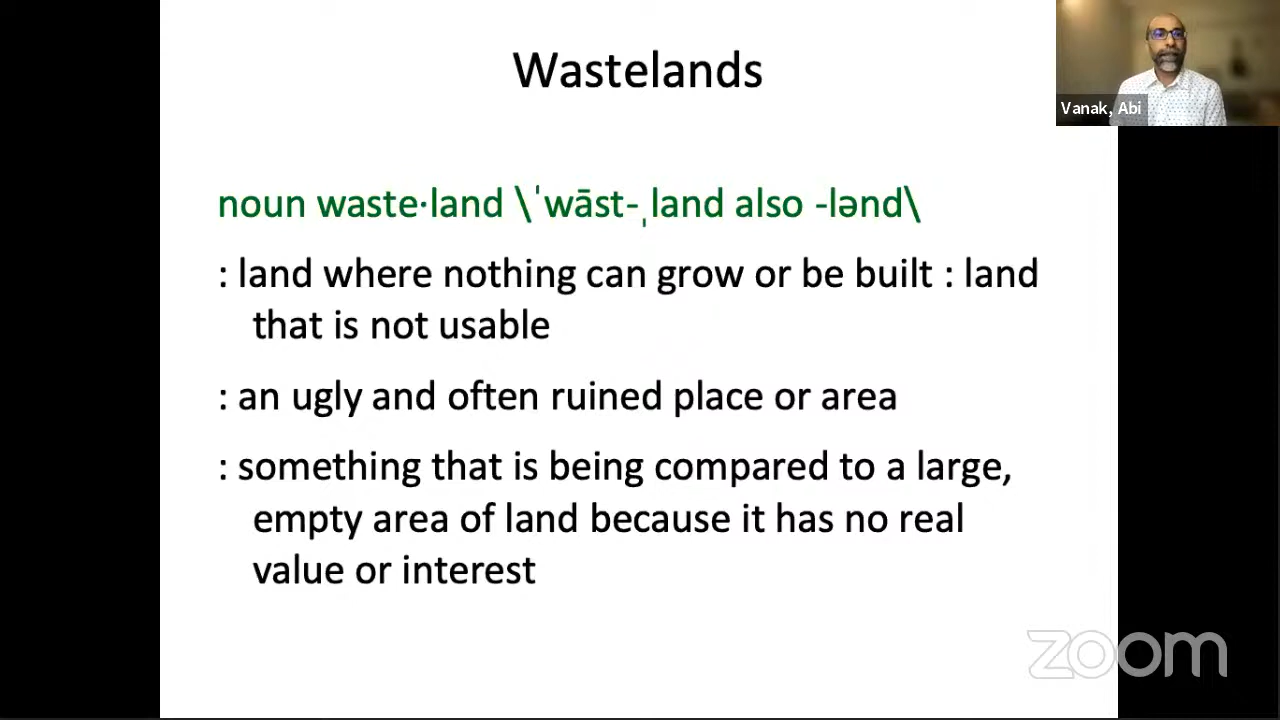 Wastelands
Vanak, Abi
noun waste·land \ˈwāst-ˌland also -lənd\
: land where nothing can grow or be built : land
that is not usable
: an ugly and often ruined place or area
: something that is being compared to a large,
empty area of land because it has no real
value or interest
zoom